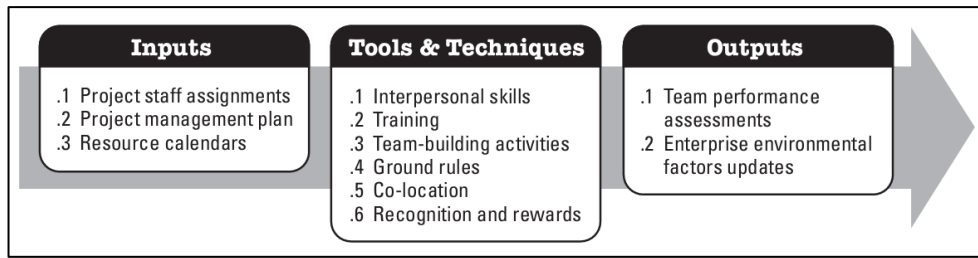 Inputs
.1 Project staff assignments
.2 Project management plan
.3 Resource calendars
Tools & Techniques
.1 Interpersonal skills
.2 Training
.3 Team-building activities
.4 Ground rules
.5 Co-location
.6 Recognition and rewards
Outputs
.1 Team performance
assessments
.2 Enterprise environmental
factors updates